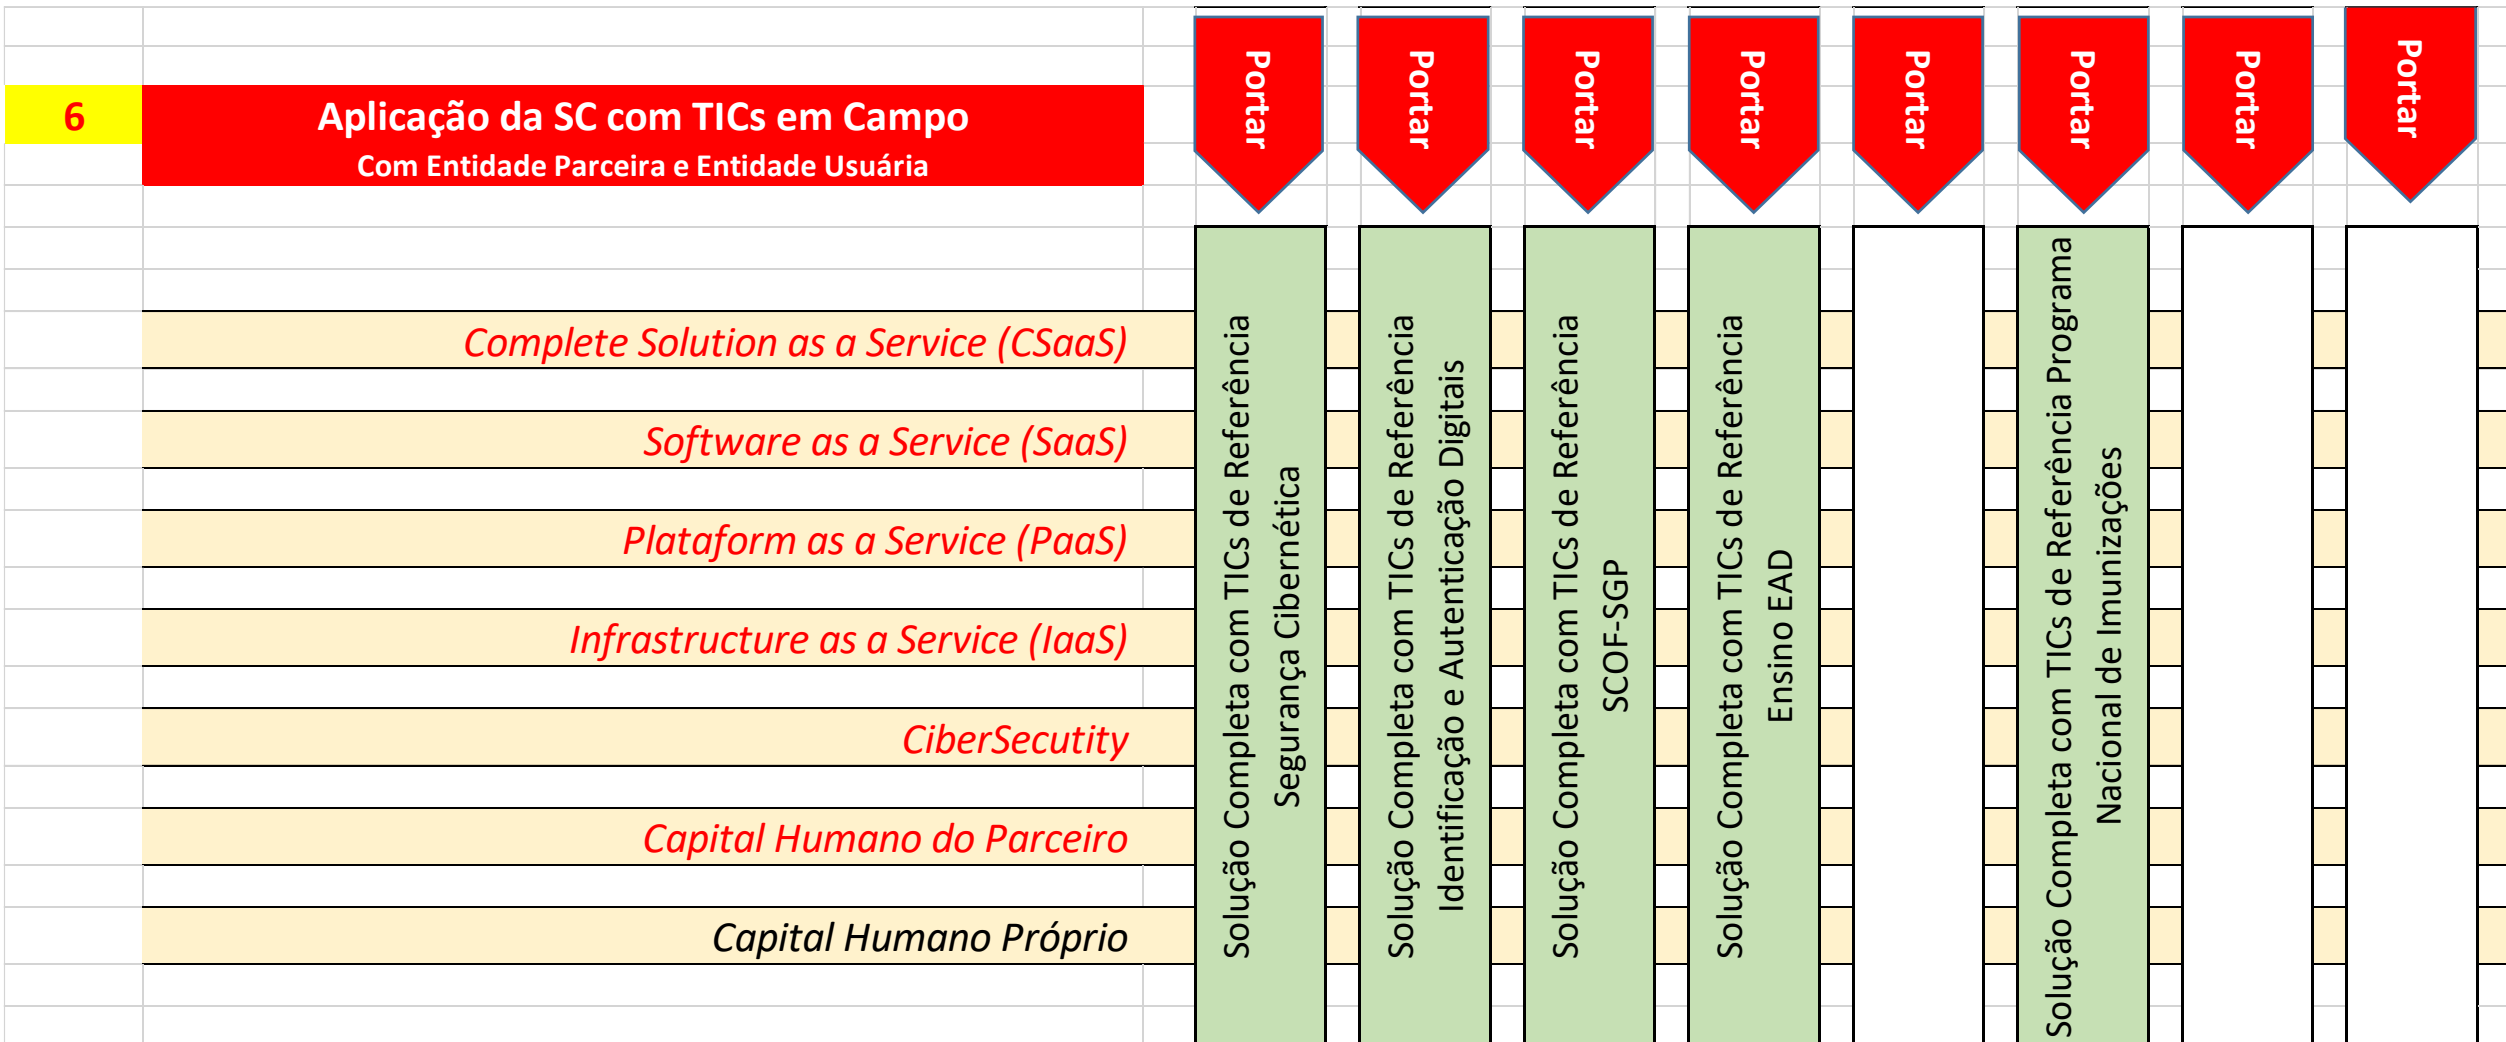 Portar
Portar
Portar
Portar
Portar
Portar
Portar
Portar
6
Aplicação da SC com TICs em Campo
Com Entidade Parceira e Entidade Usuária
Complete Solution as a Service (CSaaS)
Software as a Service (SaaS)
Plataform as a Service (PaaS)
Infrastructure as a Service (IaaS)
CiberSecutity
Capital Humano do Parceiro
Capital Humano Próprio
Solução Completa com TICs de Referência
Segurança Cibernética
Solução Completa com TICs de Referência
Identificação e Autenticação Digitais
Solução Completa com TICs de Referência
SCOF-SGP
Solução Completa com TICs de Referência
Ensino EAD
Solução Completa com TICs de Referência Programa
Nacional de Imunizações